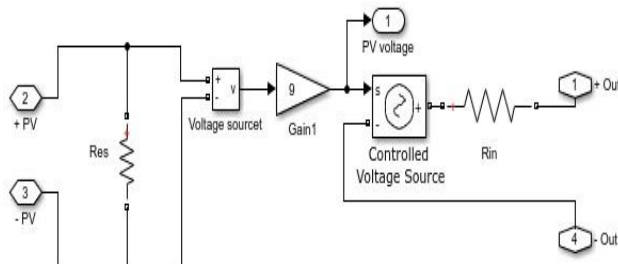 1
PV voltage
2
+ PV
Res
+
-
v
Voltage sourcet
9
Gain1
s
-
+
Controlled
Voltage Source
+
Rin
1
+ Out
3
- PV
4
- Out